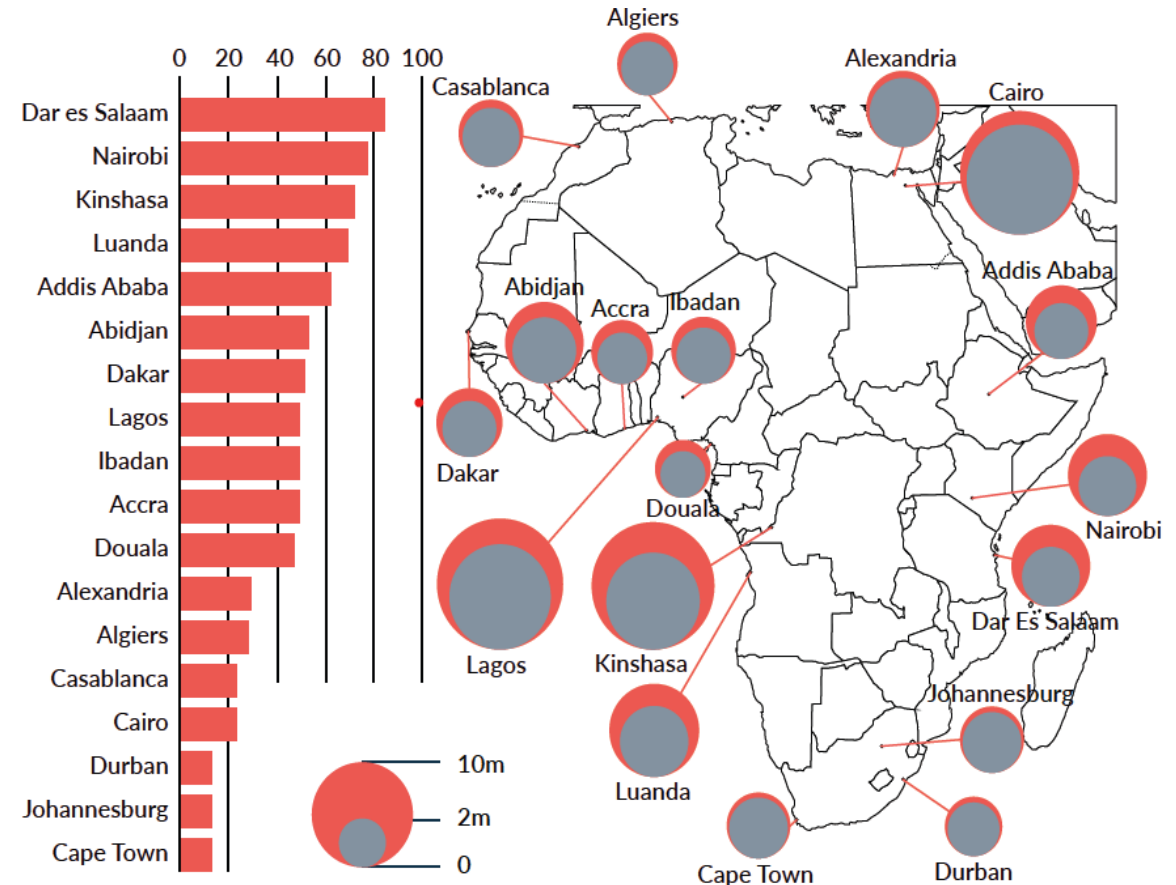 0 20 40 60 80 100
Dar es Salaam
Nairobi
Kinshasa
Luanda
Addis Ababa
Abidjan
Dakar
Lagos
Ibadan
Accra
Douala
Alexandria
Algiers
Casablanca
Cairo
Durban
Johannesburg
Cape Town
10m
2m
0
Algiers
Casablanca
Alexandria
Cairo
Addis Ababa
Abidjan
Accra
Ibadan
Dakar
Douala
Nairobi
Dar Es Salaam
Lagos
Kinshasa
Johannesburg
Luanda
Cape Town
Durban